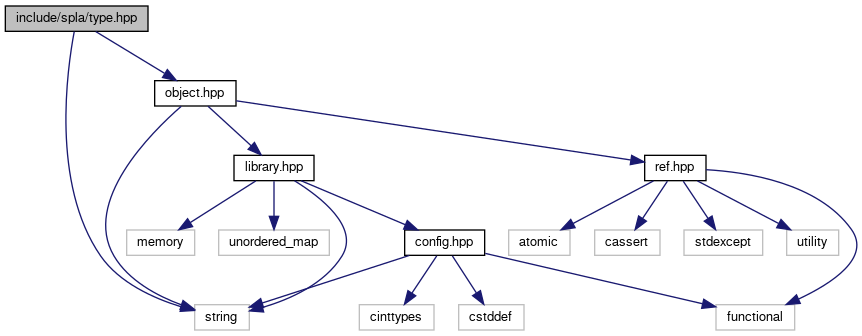 include/spla/type.hpp
object.hpp
library.hpp
ref.hpp
memory
unordered_map
config.hpp
atomic
cassert
stdexcept
utility
string
cinttypes
cstddef
functional